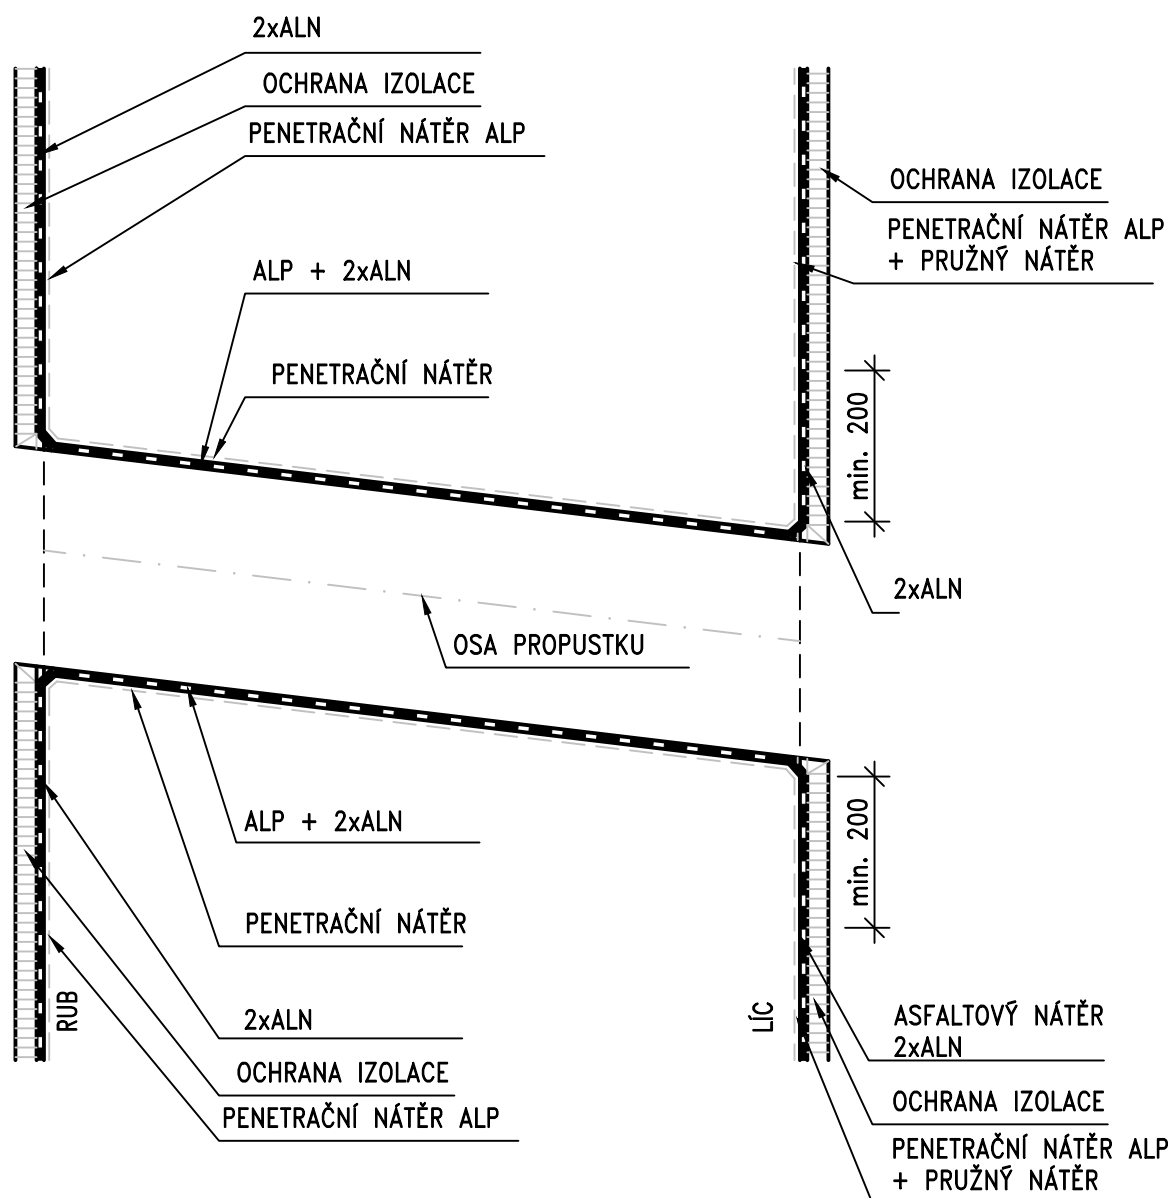 2xALN
OCHRANA IZOLACE
PENETRAČNÍ NÁTĚR ALP
OCHRANA IZOLACE
PENETRAČNÍ NÁTĚR ALP
+ PRUŽNÝ NÁTĚR
ALP + 2xALN
PENETRAČNÍ NÁTĚR
min. 200
2xALN
OSA PROPUSTKU
ALP + 2xALN
min. 200
PENETRAČNÍ NÁTĚR
RUB
LÍC
2xALN
ASFALTOVÝ NÁTĚR
2xALN
OCHRANA IZOLACE
PENETRAČNÍ NÁTĚR ALP
OCHRANA IZOLACE
PENETRAČNÍ NÁTĚR ALP
+ PRUŽNÝ NÁTĚR